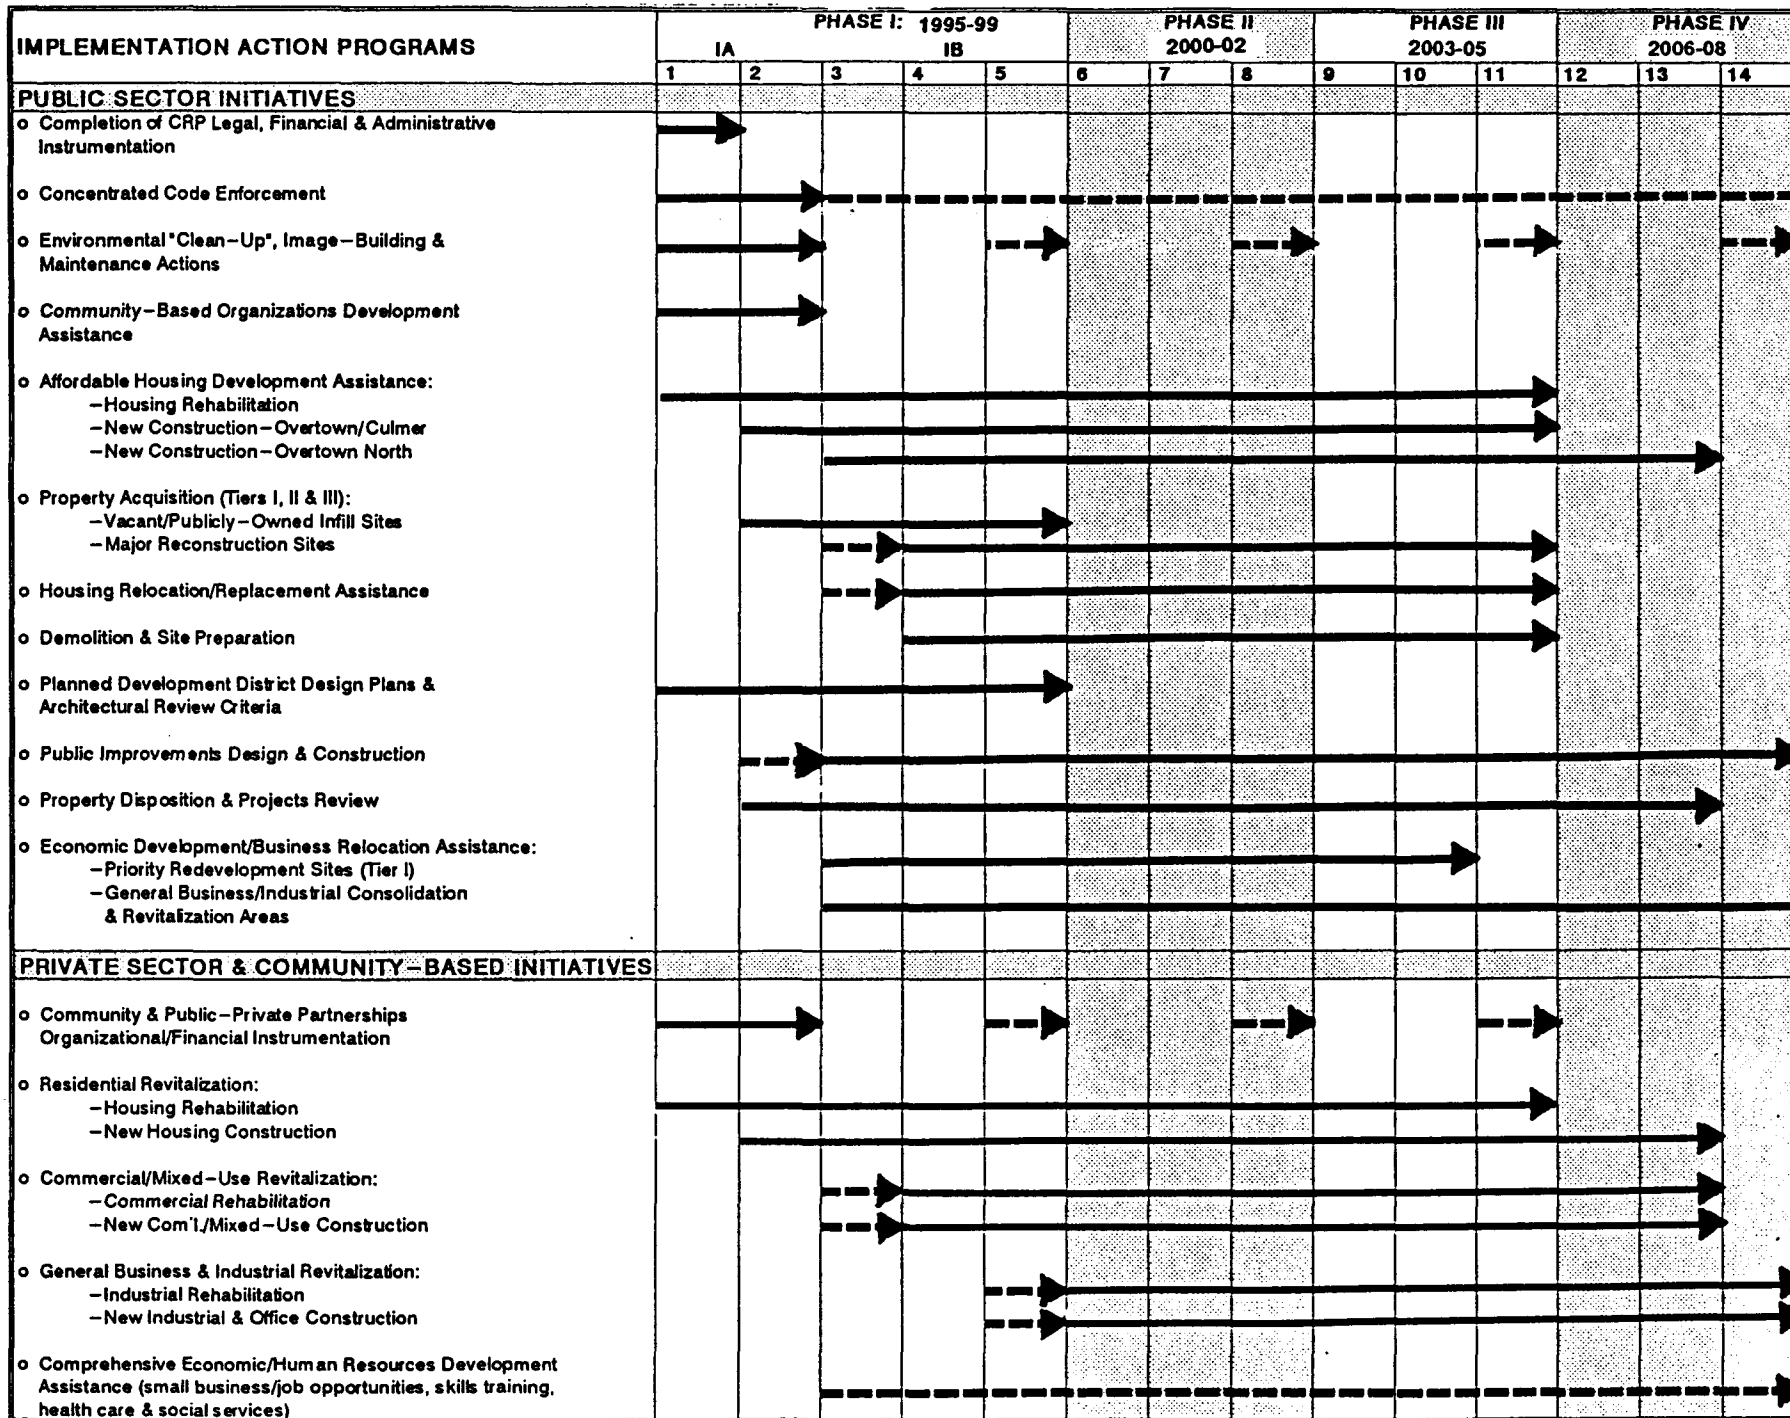 PHASE I: 1995-99 PHASE II PHASE III PHASE IV
IMPLEMENTATION ACTION PROGRAMS IA IB 2000-02 2003-05 2006-08
1 2 3 4 5 6 7 8 9 10 11 12 13 14
PUBLIC SECTOR INITIATIVES
o Completion of CRP Legal, Financial & Administrative
Instrumentation
o Concentrated Code Enforcement
o Environmental "Clean-Up", Image-Building &
Maintenance Actions
o Community-Based Organizations Development
Assistance
o Affordable Housing Development Assistance:
-Housing Rehabilitation
-New Construction-Overtown/Culmer
-New Construction-Overtown North
o Property Acquisition (Tiers I, II & III):
-Vacant/Publicly-Owned Infill Sites
-Major Reconstruction Sites
o Housing Relocation/Replacement Assistance
o Demolition & Site Preparation
o Planned Development District Design Plans &
Architectural Review Criteria
o Public Improvements Design & Construction
o Property Disposition & Projects Review
o Economic Development/Business Relocation Assistance:
-Priority Redevelopment Sites (Tier I)
-General Business/Industrial Consolidation
& Revitalization Areas
PRIVATE SECTOR & COMMUNITY-BASED INITIATIVES
o Community & Public-Private Partnerships
Organizational/Financial Instrumentation
o Residential Revitalization:
-Housing Rehabilitation
-New Housing Construction
o Commercial/Mixed-Use Revitalization:
-Commercial Rehabilitation
-New Com'l./Mixed-Use Construction
o General Business & Industrial Revitalization:
-Industrial Rehabilitation
-New Industrial & Office Construction
o Comprehensive Economic/Human Resources Development
Assistance (small business/job opportunities, skills training,
health care & social services)